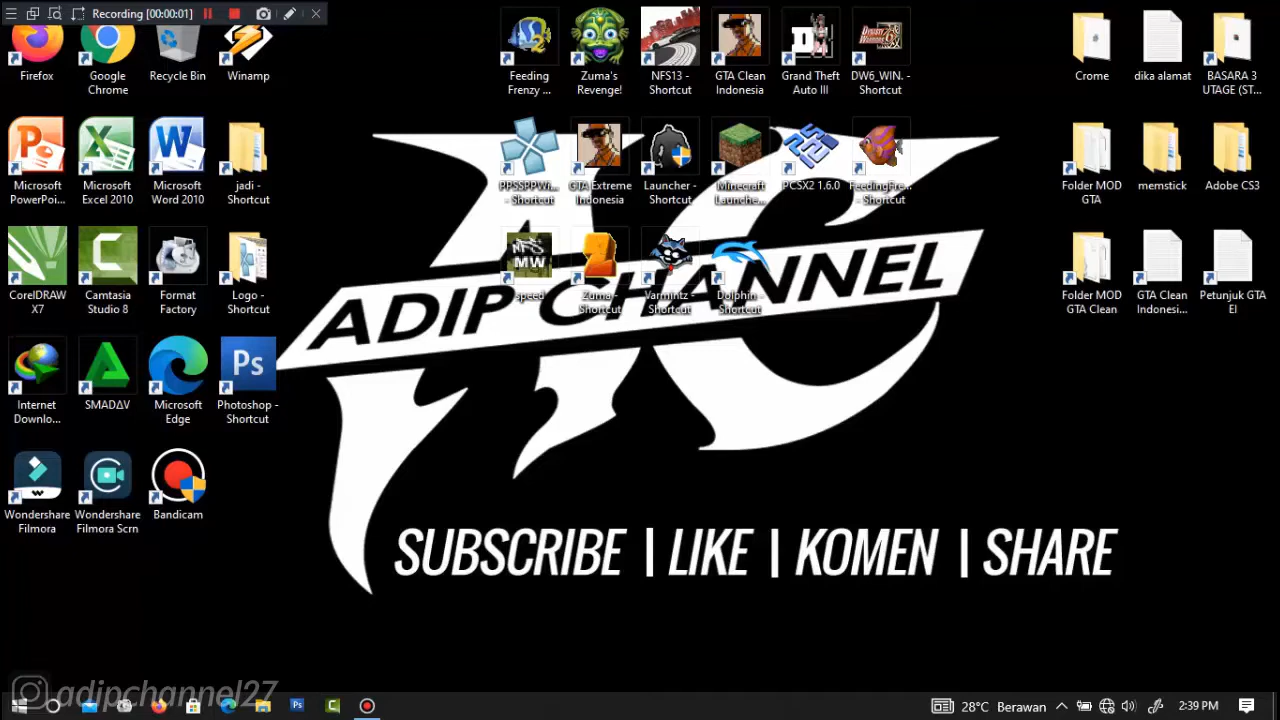 Recording [00:00:01]
Firefox
Google
Chrome
Recycle Bin
Winamp
Feeding
Frenzy ...
Zuma's
Revenge!
NFS13 -
Shortcut
GTA Clean
Indonesia
Grand Theft
Auto III
DW6_WIN. -
Shortcut
Crome
dika alamat
BASARA 3
UTAGE (ST...
Microsoft
PowerPoi...
Microsoft
Excel 2010
Microsoft
Word 2010
jadi -
Shortcut
PPSSPPWi...
- Shortcut
GTA Extreme
Indonesia
Launcher -
Shortcut
Minecraft
Launche...
PCSX2 1.6.0
FeedingFre...
- Shortcut
Folder MOD
GTA
memstick
Adobe CS3
CorelDRAW
X7
Camtasia
Studio 8
Format
Factory
Logo -
Shortcut
NFS
MW
speed
Zuma -
Shortcut
Varmintz -
Shortcut
Dolphin -
Shortcut
Folder MOD
GTA Clean
GTA Clean
Indonesi...
Petunjuk GTA
EI
ADIP CHANNEL
Internet
Downlo...
SMADΔV
Microsoft
Edge
Ps
Photoshop -
Shortcut
Wondershare
Filmora
Wondershare
Filmora Scrn
Bandicam
SUBSCRIBE | LIKE | KOMEN | SHARE
adipchannel27
28°C Berawan
2:39 PM